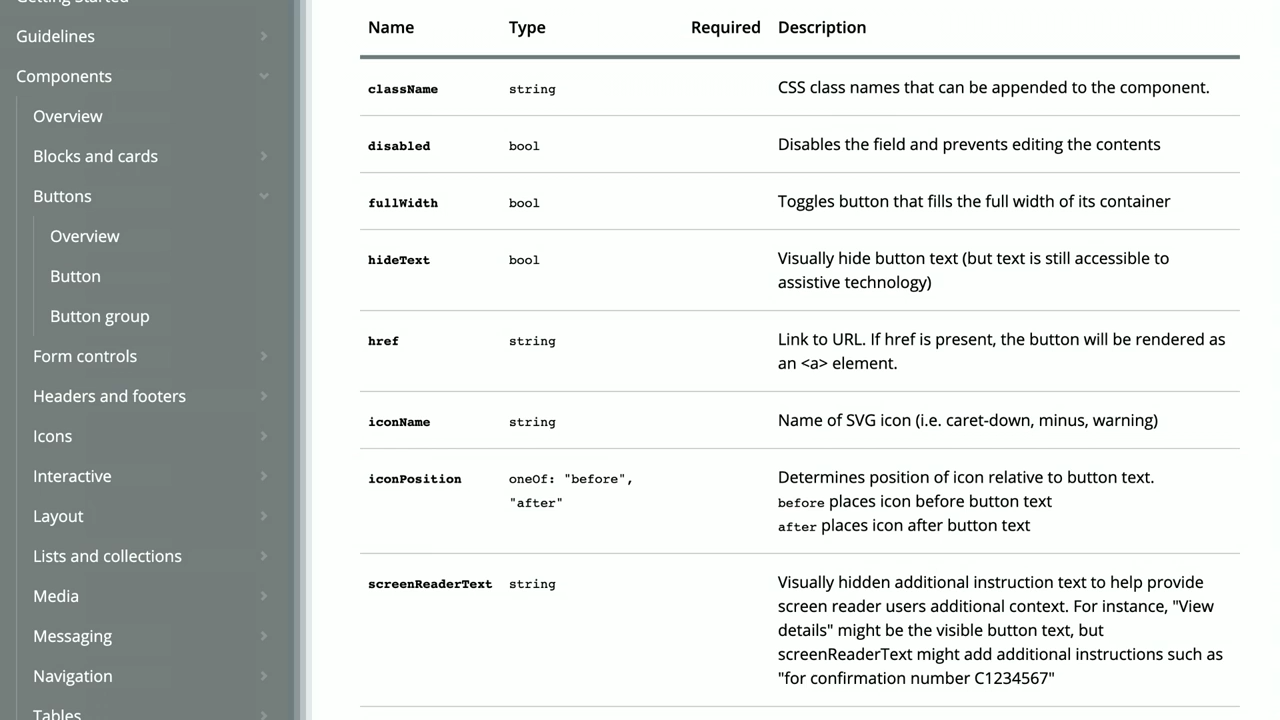 Getting Started
Guidelines
Components
Overview
Blocks and cards
Buttons
Overview
Button
Button group
Form controls
Headers and footers
Icons
Interactive
Layout
Lists and collections
Media
Messaging
Navigation
Tables
Name Type Required Description
className string CSS class names that can be appended to the component.
disabled bool Disables the field and prevents editing the contents
fullWidth bool Toggles button that fills the full width of its container
hideText bool Visually hide button text (but text is still accessible to
assistive technology)
href string Link to URL. If href is present, the button will be rendered as
an <a> element.
iconName string Name of SVG icon (i.e. caret-down, minus, warning)
iconPosition oneOf: "before", Determines position of icon relative to button text.
"after" before places icon before button text
after places icon after button text
screenReaderText string Visually hidden additional instruction text to help provide
screen reader users additional context. For instance, "View
details" might be the visible button text, but
screenReaderText might add additional instructions such as
"for confirmation number C1234567"